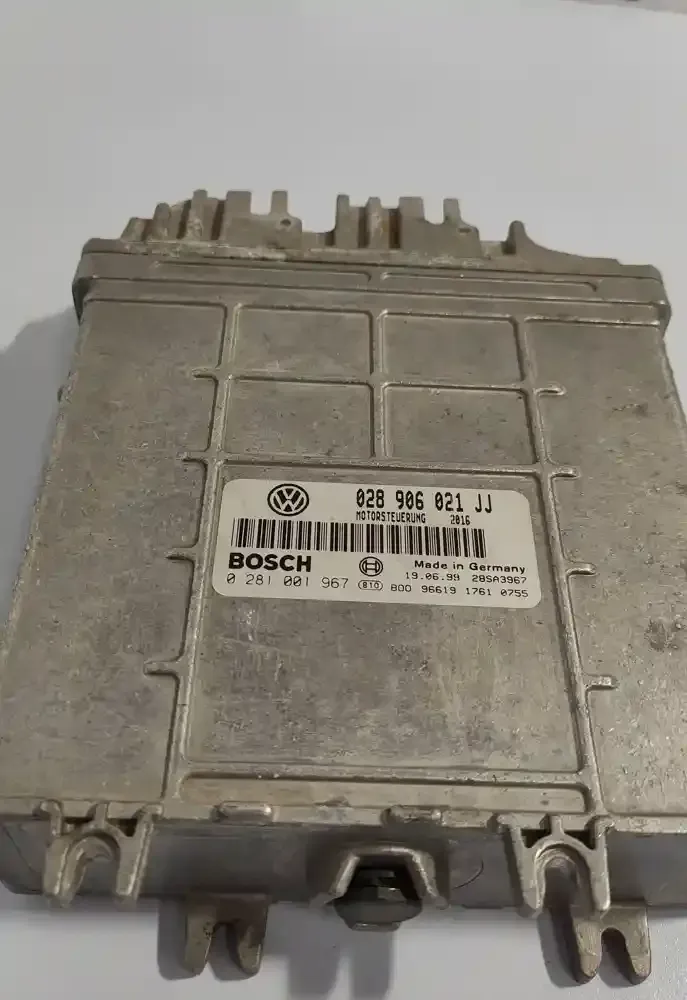 028 906 021 JJ
MOTORSTEUERUNG 2016
BOSCH Made in Germany
19.06.99 28SA3967
0 281 001 967 810 800 96619 1761 0755